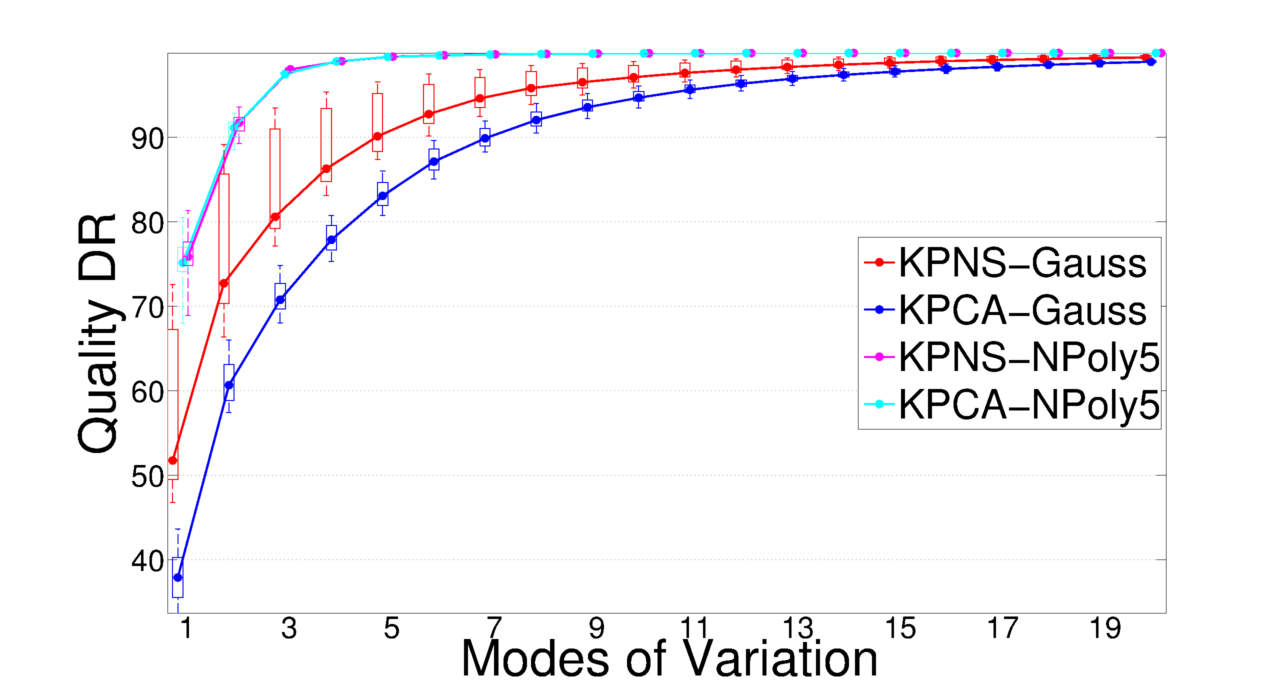 Quality DR
90
80
70
60
50
40
KPNS-Gauss
KPCA-Gauss
KPNS-NPoly5
KPCA-NPoly5
1 3 5 7 9 11 13 15 17 19
Modes of Variation